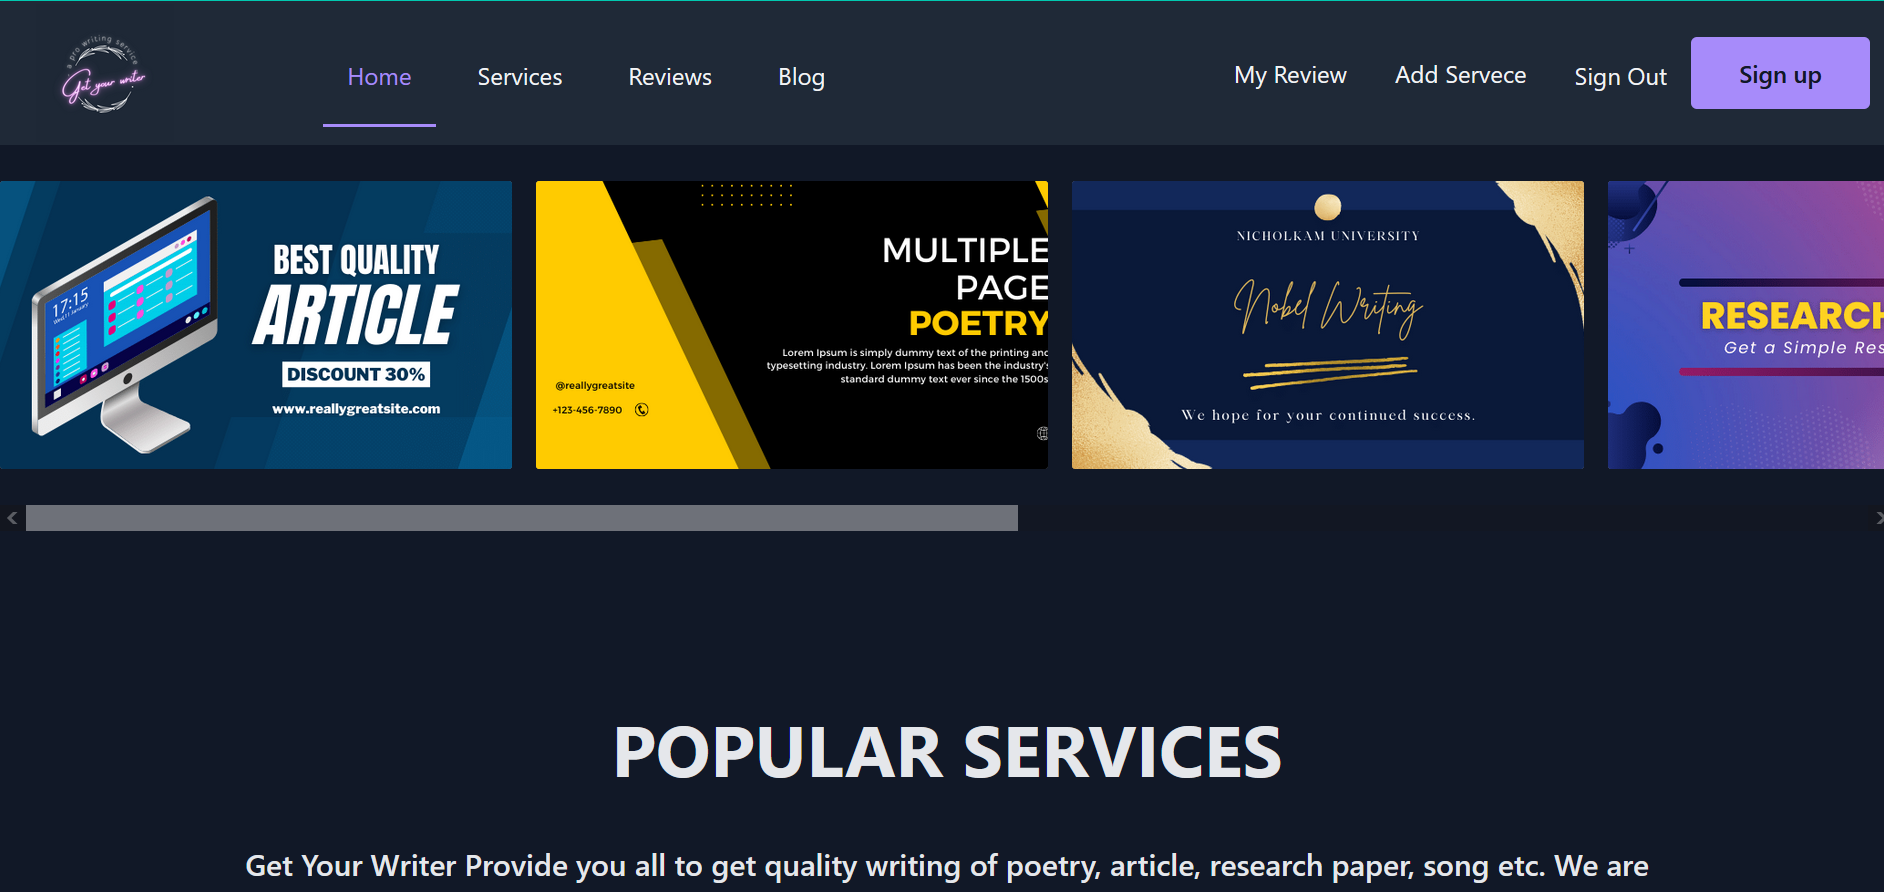 a pro writing service
Get your writer
Home
Services
Reviews
Blog
My Review
Add Servece
Sign Out
Sign up
17:15
BEST QUALITY
ARTICLE
DISCOUNT 30%
www.reallygreatsite.com
MULTIPLE
PAGE
POETRY
Lorem Ipsum is simply dummy text of the printing and
typesetting industry. Lorem Ipsum has been the industry's
standard dummy text ever since the 1500s
@reallygreatsite
+123-456-7890
NICHOLKAM UNIVERSITY
Nobel Writing
We hope for your continued success.
RESEARCH
Get a Simple Res
POPULAR SERVICES
Get Your Writer Provide you all to get quality writing of poetry, article, research paper, song etc. We are